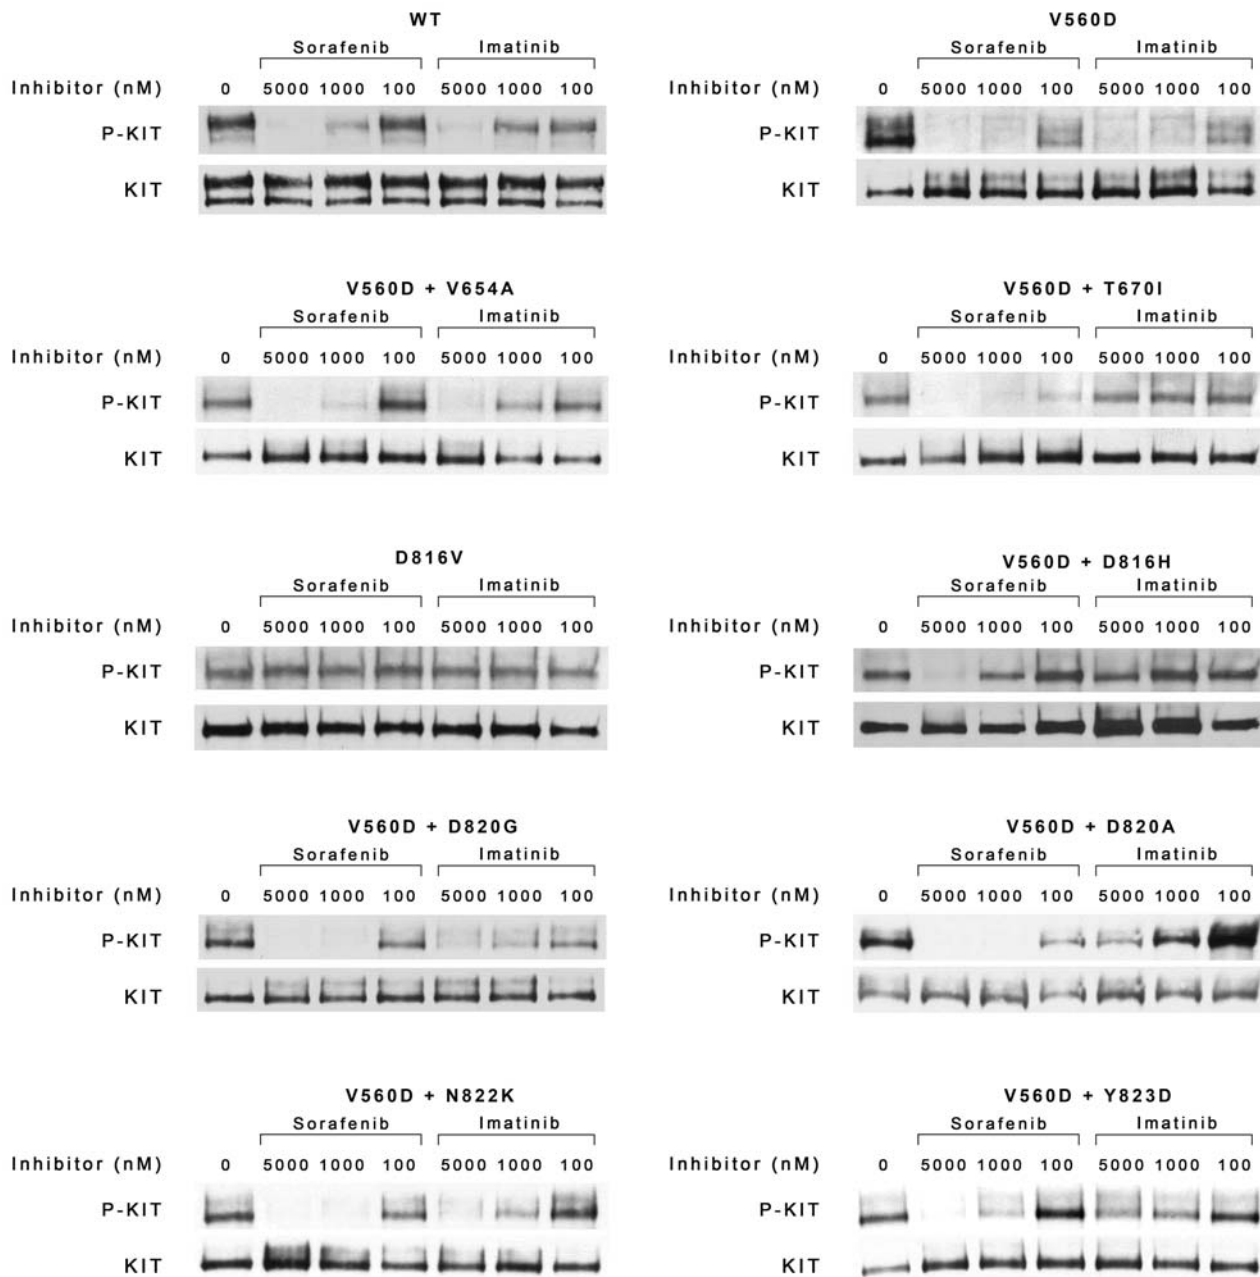 WT
Sorafenib Imatinib
Inhibitor (nM) 0 5000 1000 100 5000 1000 100
P-KIT
KIT
V560D
Sorafenib Imatinib
Inhibitor (nM) 0 5000 1000 100 5000 1000 100
P-KIT
KIT
V560D + V654A
Sorafenib Imatinib
Inhibitor (nM) 0 5000 1000 100 5000 1000 100
P-KIT
KIT
V560D + T670I
Sorafenib Imatinib
Inhibitor (nM) 0 5000 1000 100 5000 1000 100
P-KIT
KIT
D816V
Sorafenib Imatinib
Inhibitor (nM) 0 5000 1000 100 5000 1000 100
P-KIT
KIT
V560D + D816H
Sorafenib Imatinib
Inhibitor (nM) 0 5000 1000 100 5000 1000 100
P-KIT
KIT
V560D + D820G
Sorafenib Imatinib
Inhibitor (nM) 0 5000 1000 100 5000 1000 100
P-KIT
KIT
V560D + D820A
Sorafenib Imatinib
Inhibitor (nM) 0 5000 1000 100 5000 1000 100
P-KIT
KIT
V560D + N822K
Sorafenib Imatinib
Inhibitor (nM) 0 5000 1000 100 5000 1000 100
P-KIT
KIT
V560D + Y823D
Sorafenib Imatinib
Inhibitor (nM) 0 5000 1000 100 5000 1000 100
P-KIT
KIT